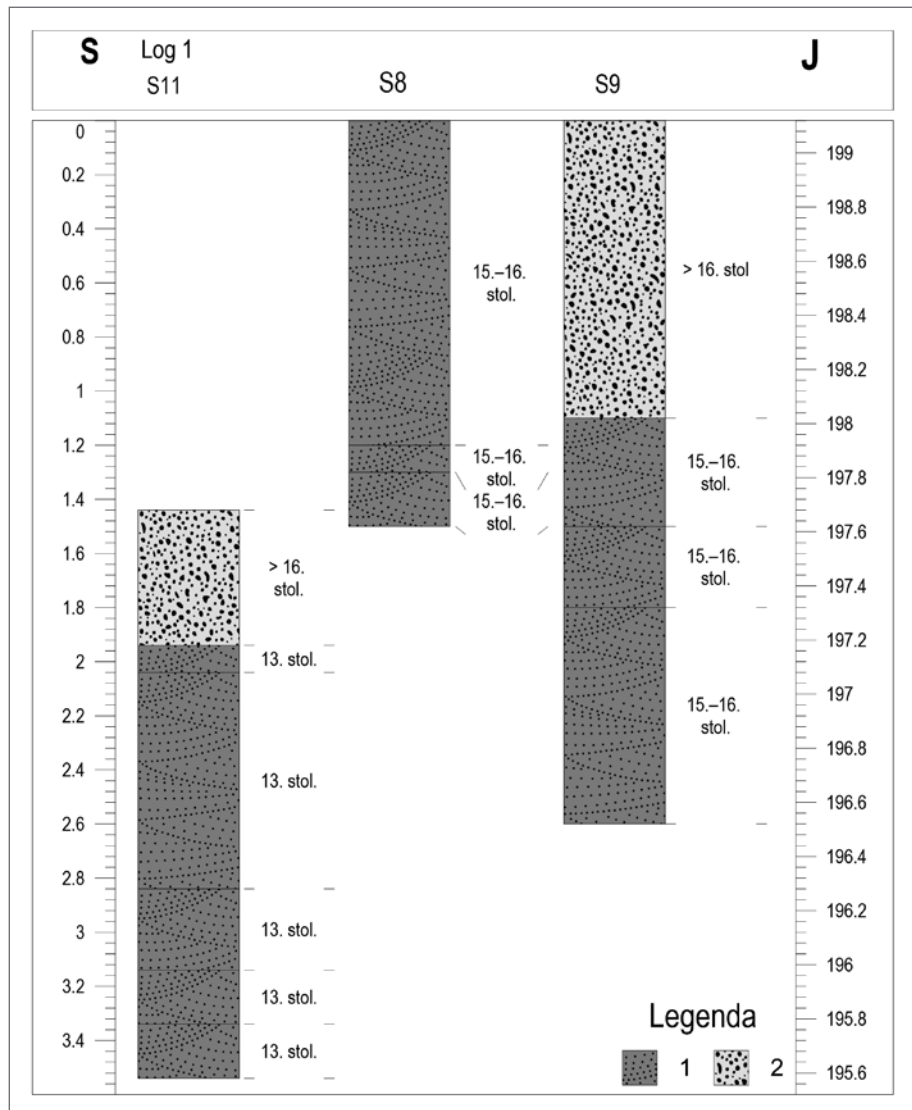 S
Log 1
J
S11
S8
S9
0
0.2
0.4
0.6
0.8
1
1.2
1.4
1.6
1.8
2
2.2
2.4
2.6
2.8
3
3.2
3.4
> 16.
stol.
13. stol.
13. stol.
13. stol.
13. stol.
13. stol.
15.–16.
stol.
15.–16.
stol.
15.–16.
stol.
> 16. stol
15.–16.
stol.
15.–16.
stol.
15.–16.
stol.
199
198.8
198.6
198.4
198.2
198
197.8
197.6
197.4
197.2
197
196.8
196.6
196.4
196.2
196
195.8
195.6
Legenda
1
2